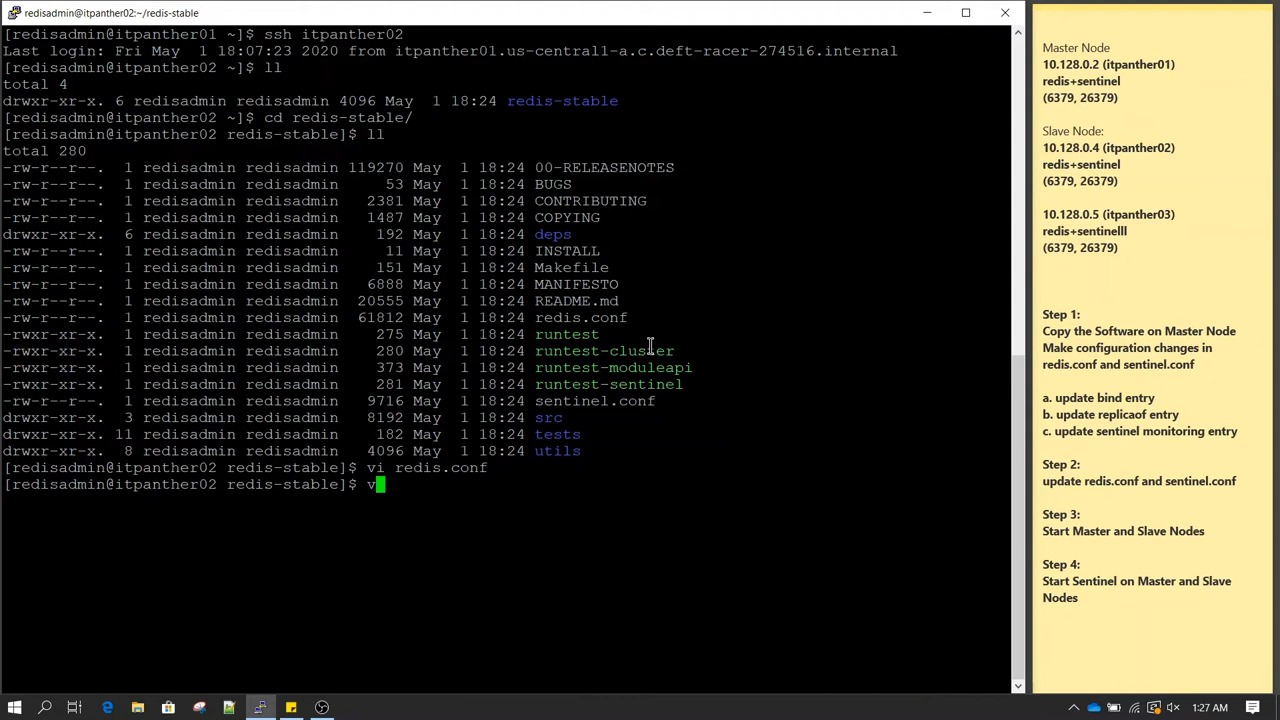 redisadmin@itpanther02:~/redis-stable
[redisadmin@itpanther01 ~]$ ssh itpanther02
Last login: Fri May  1 18:07:23 2020 from itpanther01.us-central1-a.c.deft-racer-274516.internal
[redisadmin@itpanther02 ~]$ ll
total 4
drwxr-xr-x. 6 redisadmin redisadmin 4096 May  1 18:24 redis-stable
[redisadmin@itpanther02 ~]$ cd redis-stable/
[redisadmin@itpanther02 redis-stable]$ ll
total 280
-rw-r--r--.  1 redisadmin redisadmin 119270 May  1 18:24 00-RELEASENOTES
-rw-r--r--.  1 redisadmin redisadmin     53 May  1 18:24 BUGS
-rw-r--r--.  1 redisadmin redisadmin   2381 May  1 18:24 CONTRIBUTING
-rw-r--r--.  1 redisadmin redisadmin   1487 May  1 18:24 COPYING
drwxr-xr-x.  6 redisadmin redisadmin    192 May  1 18:24 deps
-rw-r--r--.  1 redisadmin redisadmin     11 May  1 18:24 INSTALL
-rw-r--r--.  1 redisadmin redisadmin    151 May  1 18:24 Makefile
-rw-r--r--.  1 redisadmin redisadmin   6888 May  1 18:24 MANIFESTO
-rw-r--r--.  1 redisadmin redisadmin  20555 May  1 18:24 README.md
-rw-r--r--.  1 redisadmin redisadmin  61812 May  1 18:24 redis.conf
-rwxr-xr-x.  1 redisadmin redisadmin    275 May  1 18:24 runtest
-rwxr-xr-x.  1 redisadmin redisadmin    280 May  1 18:24 runtest-cluster
-rwxr-xr-x.  1 redisadmin redisadmin    373 May  1 18:24 runtest-moduleapi
-rwxr-xr-x.  1 redisadmin redisadmin    281 May  1 18:24 runtest-sentinel
-rw-r--r--.  1 redisadmin redisadmin   9716 May  1 18:24 sentinel.conf
drwxr-xr-x.  3 redisadmin redisadmin   8192 May  1 18:24 src
drwxr-xr-x. 11 redisadmin redisadmin    182 May  1 18:24 tests
drwxr-xr-x.  8 redisadmin redisadmin   4096 May  1 18:24 utils
[redisadmin@itpanther02 redis-stable]$ vi redis.conf
[redisadmin@itpanther02 redis-stable]$ v
Master Node
10.128.0.2 (itpanther01)
redis+sentinel
(6379, 26379)
Slave Node:
10.128.0.4 (itpanther02)
redis+sentinel
(6379, 26379)
10.128.0.5 (itpanther03)
redis+sentinelll
(6379, 26379)
Step 1:
Copy the Software on Master Node
Make configuration changes in
redis.conf and sentinel.conf
a. update bind entry
b. update replicaof entry
c. update sentinel monitoring entry
Step 2:
update redis.conf and sentinel.conf
Step 3:
Start Master and Slave Nodes
Step 4:
Start Sentinel on Master and Slave
Nodes
1:27 AM